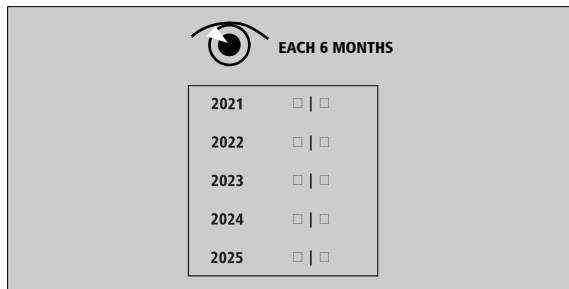 EACH 6 MONTHS
2021 □ | □
2022 □ | □
2023 □ | □
2024 □ | □
2025 □ | □